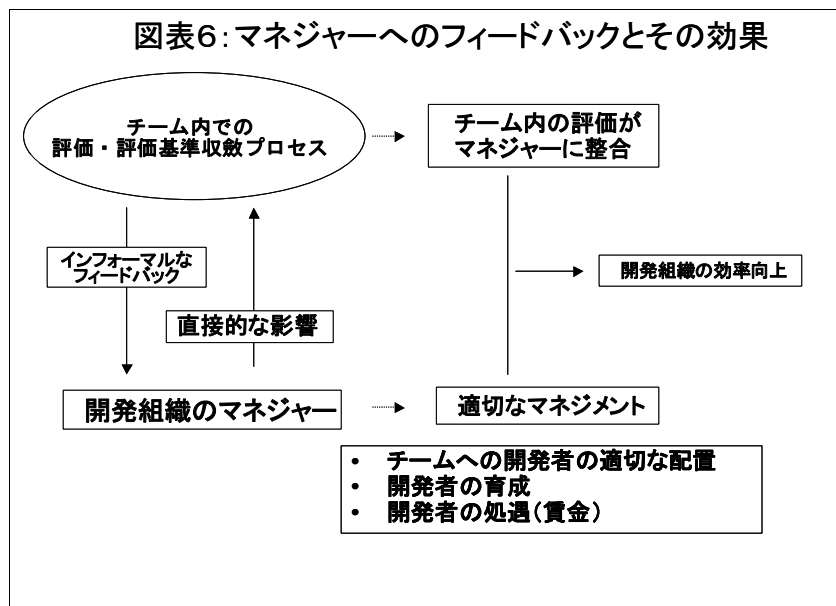 図表6:マネジャーへのフィードバックとその効果
チーム内での
評価・評価基準収斂プロセス
チーム内の評価が
マネジャーに整合
インフォーマルな
フィードバック
直接的な影響
開発組織の効率向上
開発組織のマネジャー
適切なマネジメント
• チームへの開発者の適切な配置
• 開発者の育成
• 開発者の処遇(賃金)